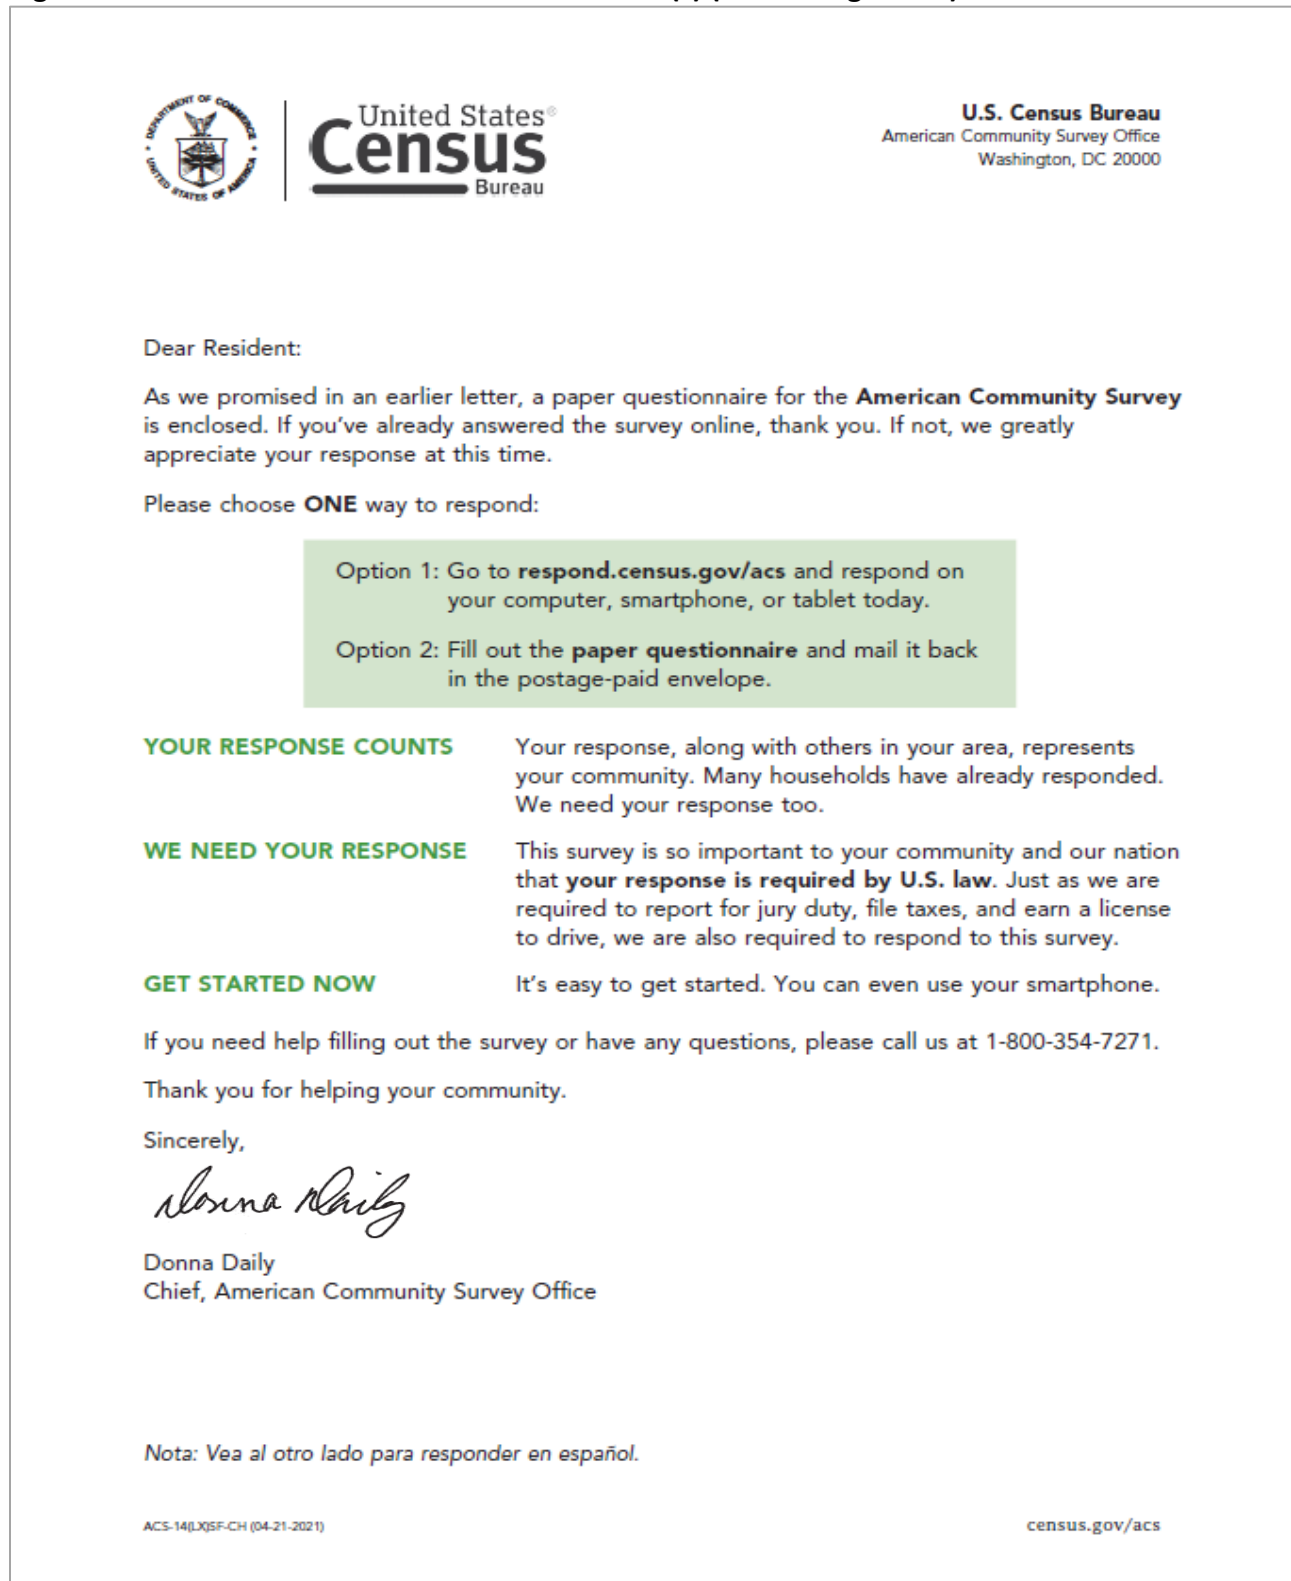 DEPARTMENT OF COMMERCE
UNITED STATES OF AMERICA
United States®
Census
Bureau
U.S. Census Bureau
American Community Survey Office
Washington, DC 20000
Dear Resident:
As we promised in an earlier letter, a paper questionnaire for the American Community Survey
is enclosed. If you’ve already answered the survey online, thank you. If not, we greatly
appreciate your response at this time.
Please choose ONE way to respond:
Option 1: Go to respond.census.gov/acs and respond on
your computer, smartphone, or tablet today.
Option 2: Fill out the paper questionnaire and mail it back
in the postage-paid envelope.
YOUR RESPONSE COUNTS
Your response, along with others in your area, represents
your community. Many households have already responded.
We need your response too.
WE NEED YOUR RESPONSE
This survey is so important to your community and our nation
that your response is required by U.S. law. Just as we are
required to report for jury duty, file taxes, and earn a license
to drive, we are also required to respond to this survey.
GET STARTED NOW
It’s easy to get started. You can even use your smartphone.
If you need help filling out the survey or have any questions, please call us at 1-800-354-7271.
Thank you for helping your community.
Sincerely,
Donna Daily
Donna Daily
Chief, American Community Survey Office
Nota: Vea al otro lado para responder en español.
ACS-14(LX)SF-CH (04-21-2021)
census.gov/acs